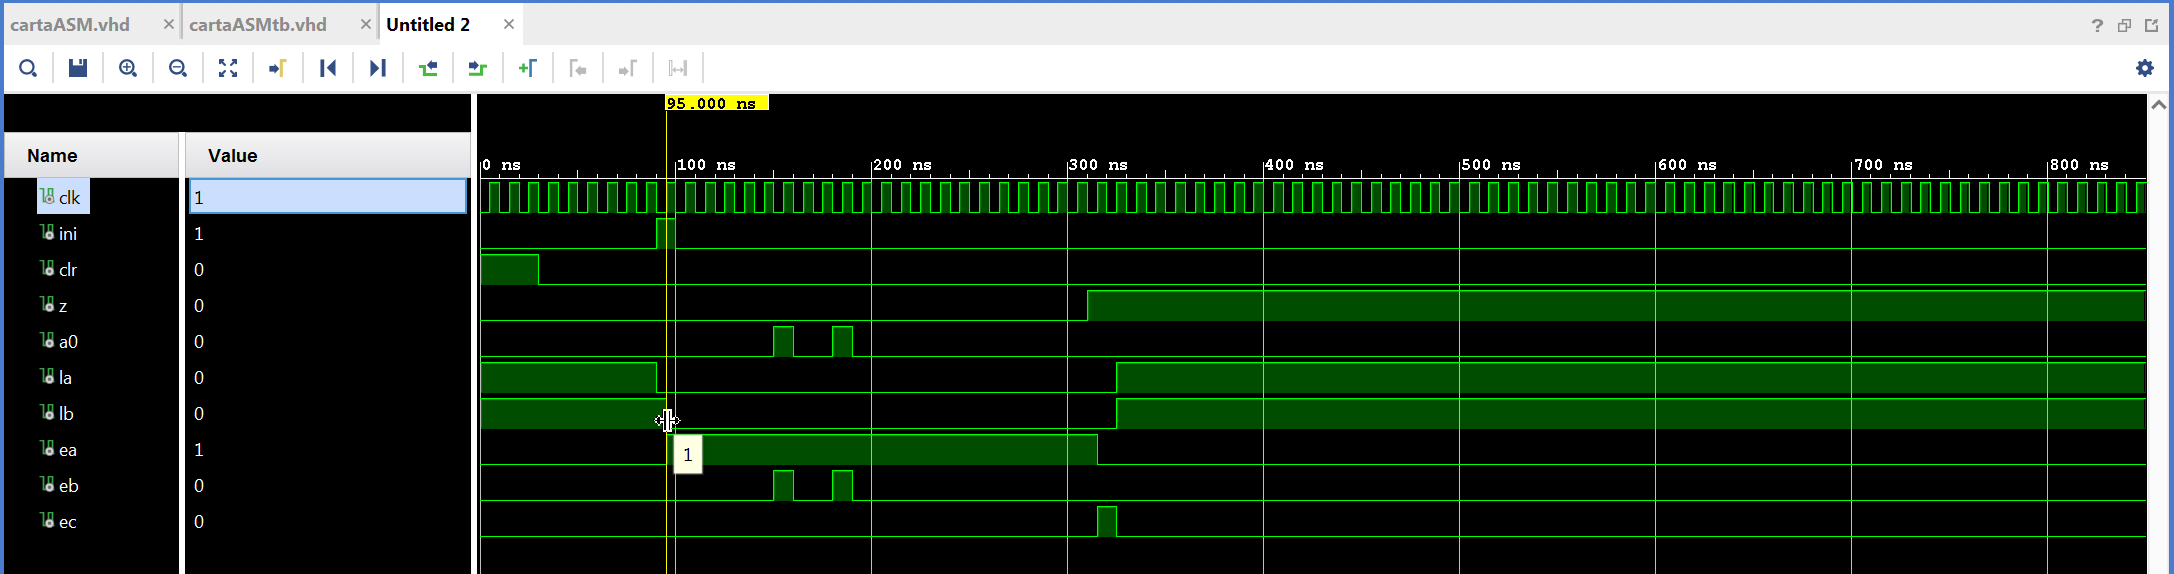 cartaASM.vhd cartaASMtb.vhd Untitled 2
95.000 ns
Name Value
0 ns 100 ns 200 ns 300 ns 400 ns 500 ns 600 ns 700 ns 800 ns
clk 1
ini 1
clr 0
z 0
a0 0
la 0
lb 0
ea 1
1
eb 0
ec 0